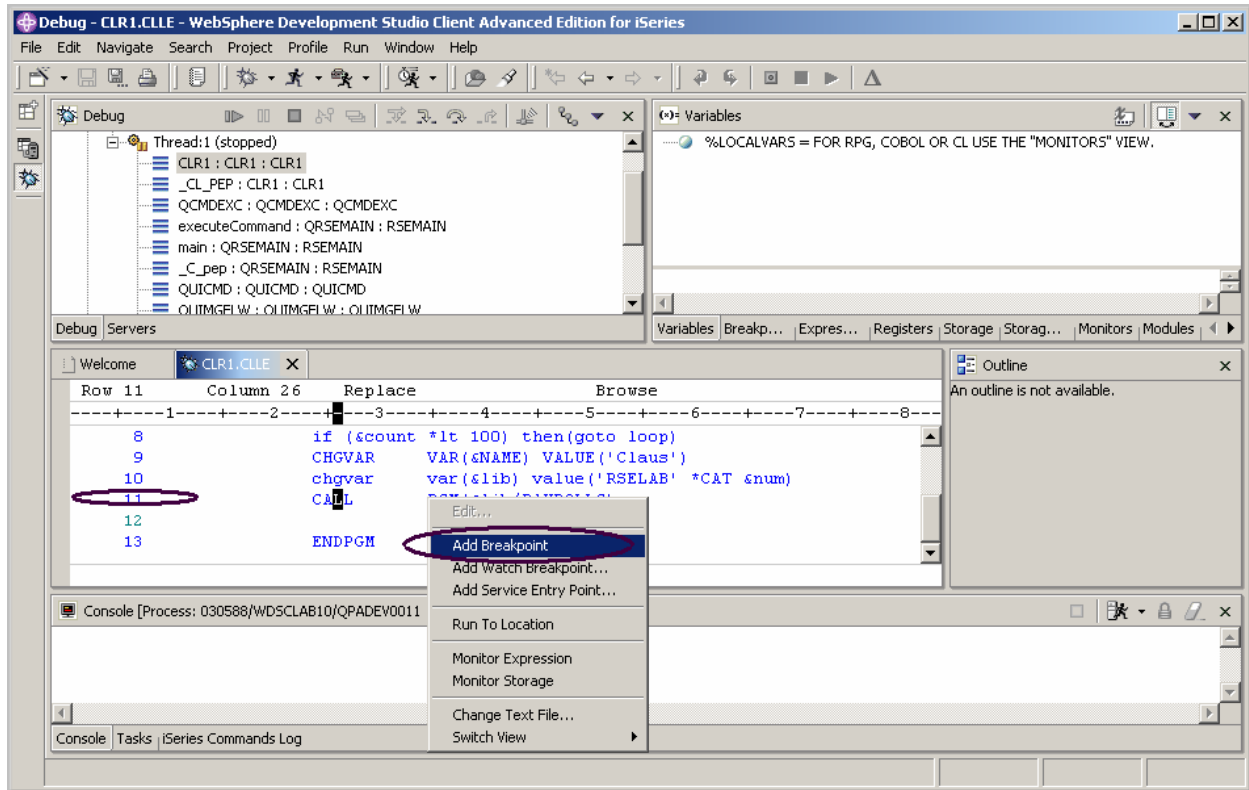 Debug - CLR1.CLLE - WebSphere Development Studio Client Advanced Edition for iSeries
File Edit Navigate Search Project Profile Run Window Help
Debug
Thread:1 (stopped)
CLR1 : CLR1 : CLR1
_CL_PEP : CLR1 : CLR1
QCMDEXC : QCMDEXC : QCMDEXC
executeCommand : QRSEMAIN : RSEMAIN
main : QRSEMAIN : RSEMAIN
_C_pep : QRSEMAIN : RSEMAIN
QUICMD : QUICMD : QUICMD
QUIMGFLW : QUIMGFLW : QUIMGFLW
Debug Servers
(x)= Variables
%LOCALVARS = FOR RPG, COBOL OR CL USE THE "MONITORS" VIEW.
Variables Breakp... Expres... Registers Storage Storag... Monitors Modules
Welcome CLR1.CLLE
Row 11 Column 26 Replace Browse
----+----1----+----2----+----3----+----4----+----5----+----6----+----7----+----8---
8 if (&count *lt 100) then(goto loop)
9 CHGVAR VAR(&NAME) VALUE('Claus')
10 chgvar var(&lib) value('RSELAB' *CAT &num)
11 CALL
12
13 ENDPGM
Edit...
Add Breakpoint
Add Watch Breakpoint...
Add Service Entry Point...
Run To Location
Monitor Expression
Monitor Storage
Change Text File...
Switch View
Outline
An outline is not available.
Console [Process: 030588/WDSCLAB10/QPADEV0011
Console Tasks iSeries Commands Log